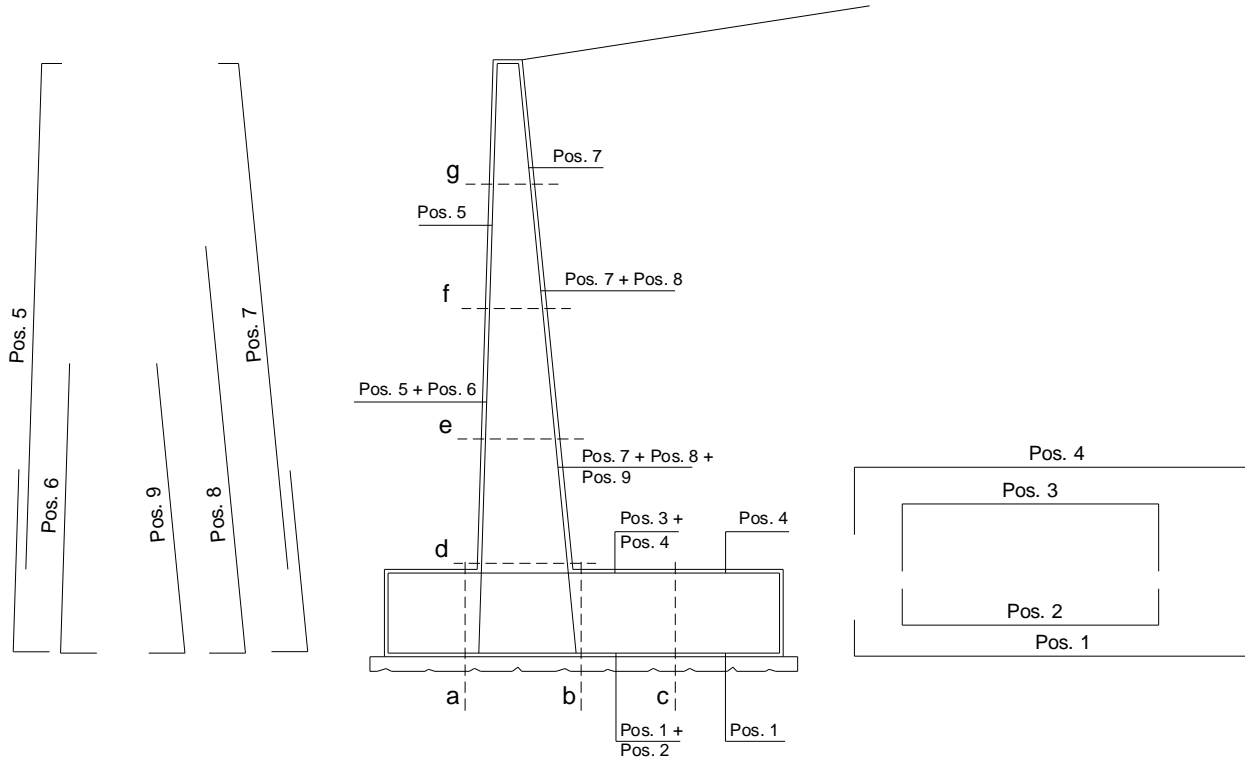 Pos. 5
Pos. 6
Pos. 9
Pos. 8
Pos. 7
g
Pos. 7
Pos. 5
Pos. 7 + Pos. 8
f
Pos. 5 + Pos. 6
e
Pos. 7 + Pos. 8 +
Pos. 9
d
Pos. 3 +
Pos. 4
Pos. 4
a
b
c
Pos. 1 +
Pos. 2
Pos. 1
Pos. 4
Pos. 3
Pos. 2
Pos. 1